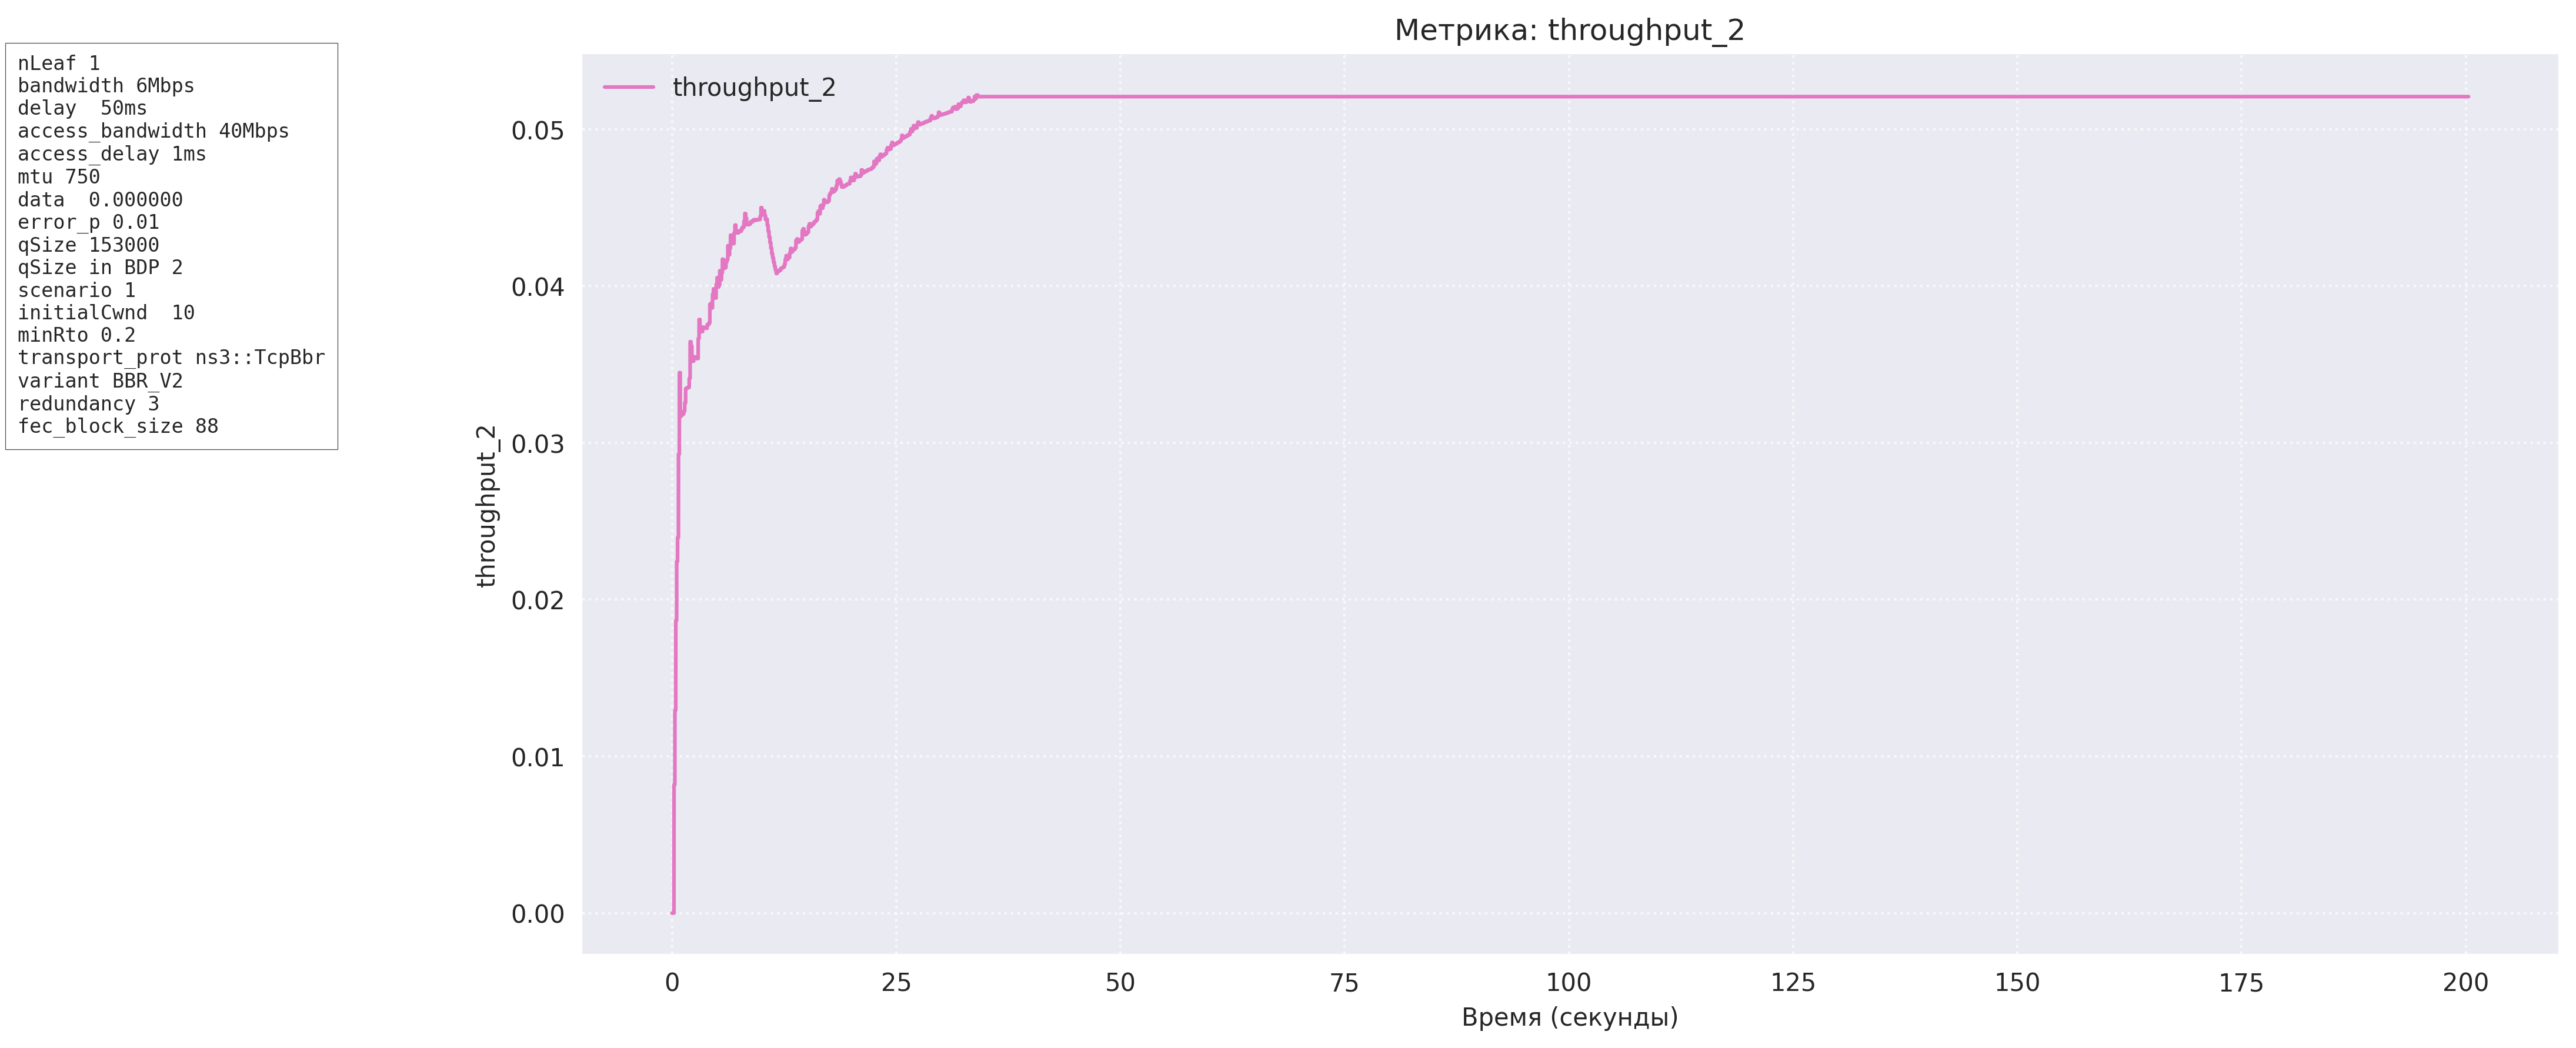 Метрика: throughput_2
nLeaf 1
bandwidth 6Mbps
delay  50ms
access_bandwidth 40Mbps
access_delay 1ms
mtu 750
data  0.000000
error_p 0.01
qSize 153000
qSize in BDP 2
scenario 1
initialCwnd  10
minRto 0.2
transport_prot ns3::TcpBbr
variant BBR_V2
redundancy 3
fec_block_size 88
throughput_2
throughput_2
0.05
0.04
0.03
0.02
0.01
0.00
0 25 50 75 100 125 150 175 200
Время (секунды)